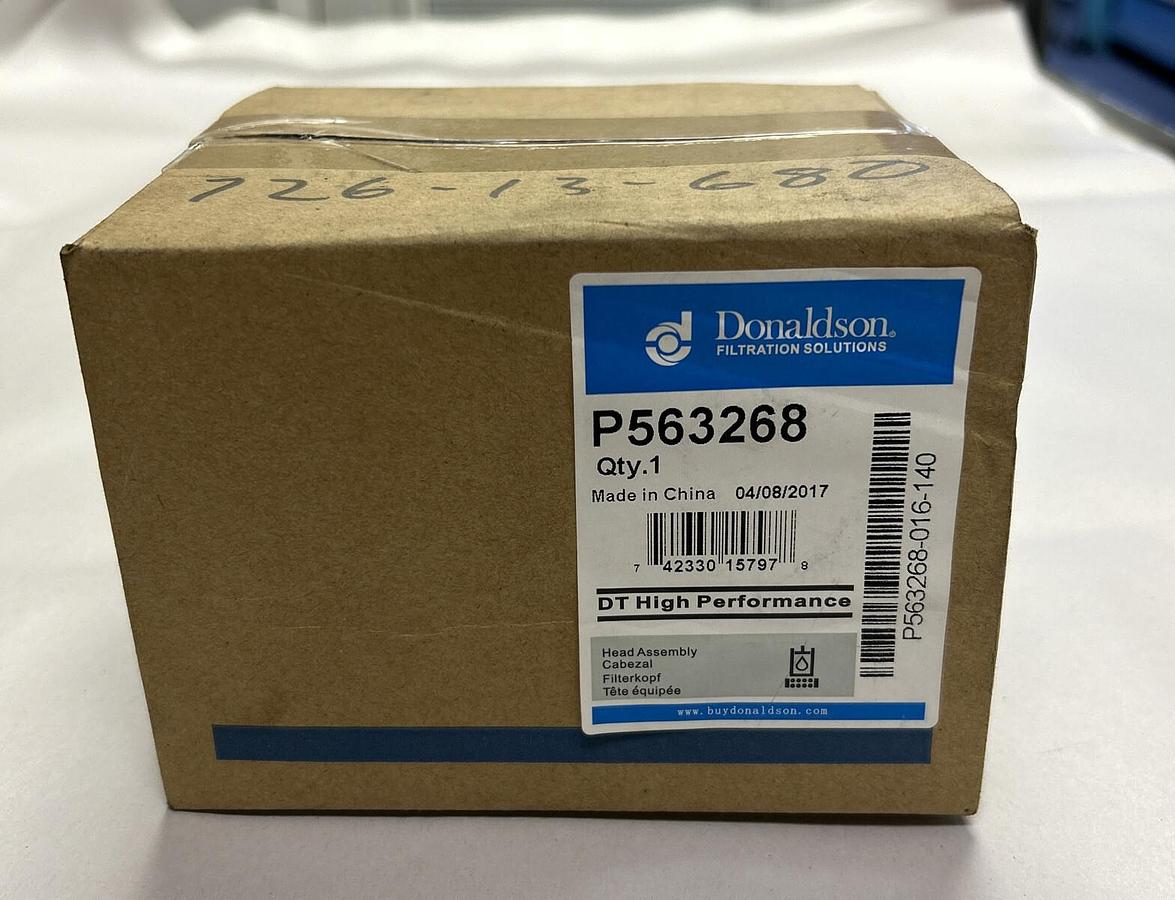 726-13-680
Donaldson®
FILTRATION SOLUTIONS
P563268
Qty.1
Made in China 04/08/2017
7 42330 15797 8
DT High Performance
Head Assembly
Cabezal
Filterkopf
Tête équipée
www.buydonaldson.com
P563268-016-140